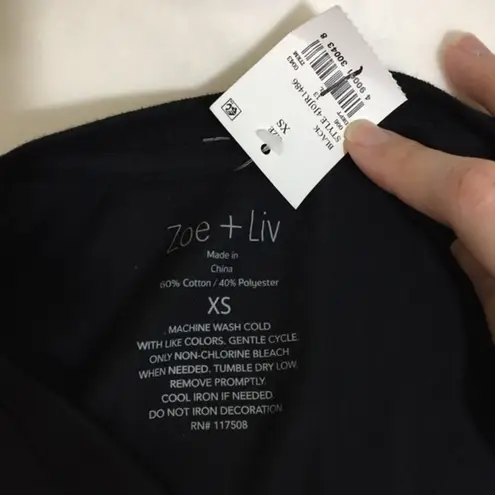 BLACK
STYLE 4JOJR1466
XS
Zoe + Liv
Made in
China
60% Cotton / 40% Polyester
XS
MACHINE WASH COLD
WITH LIKE COLORS. GENTLE CYCLE.
ONLY NON-CHLORINE BLEACH
WHEN NEEDED. TUMBLE DRY LOW.
REMOVE PROMPTLY.
COOL IRON IF NEEDED.
DO NOT IRON DECORATION
RN# 117508